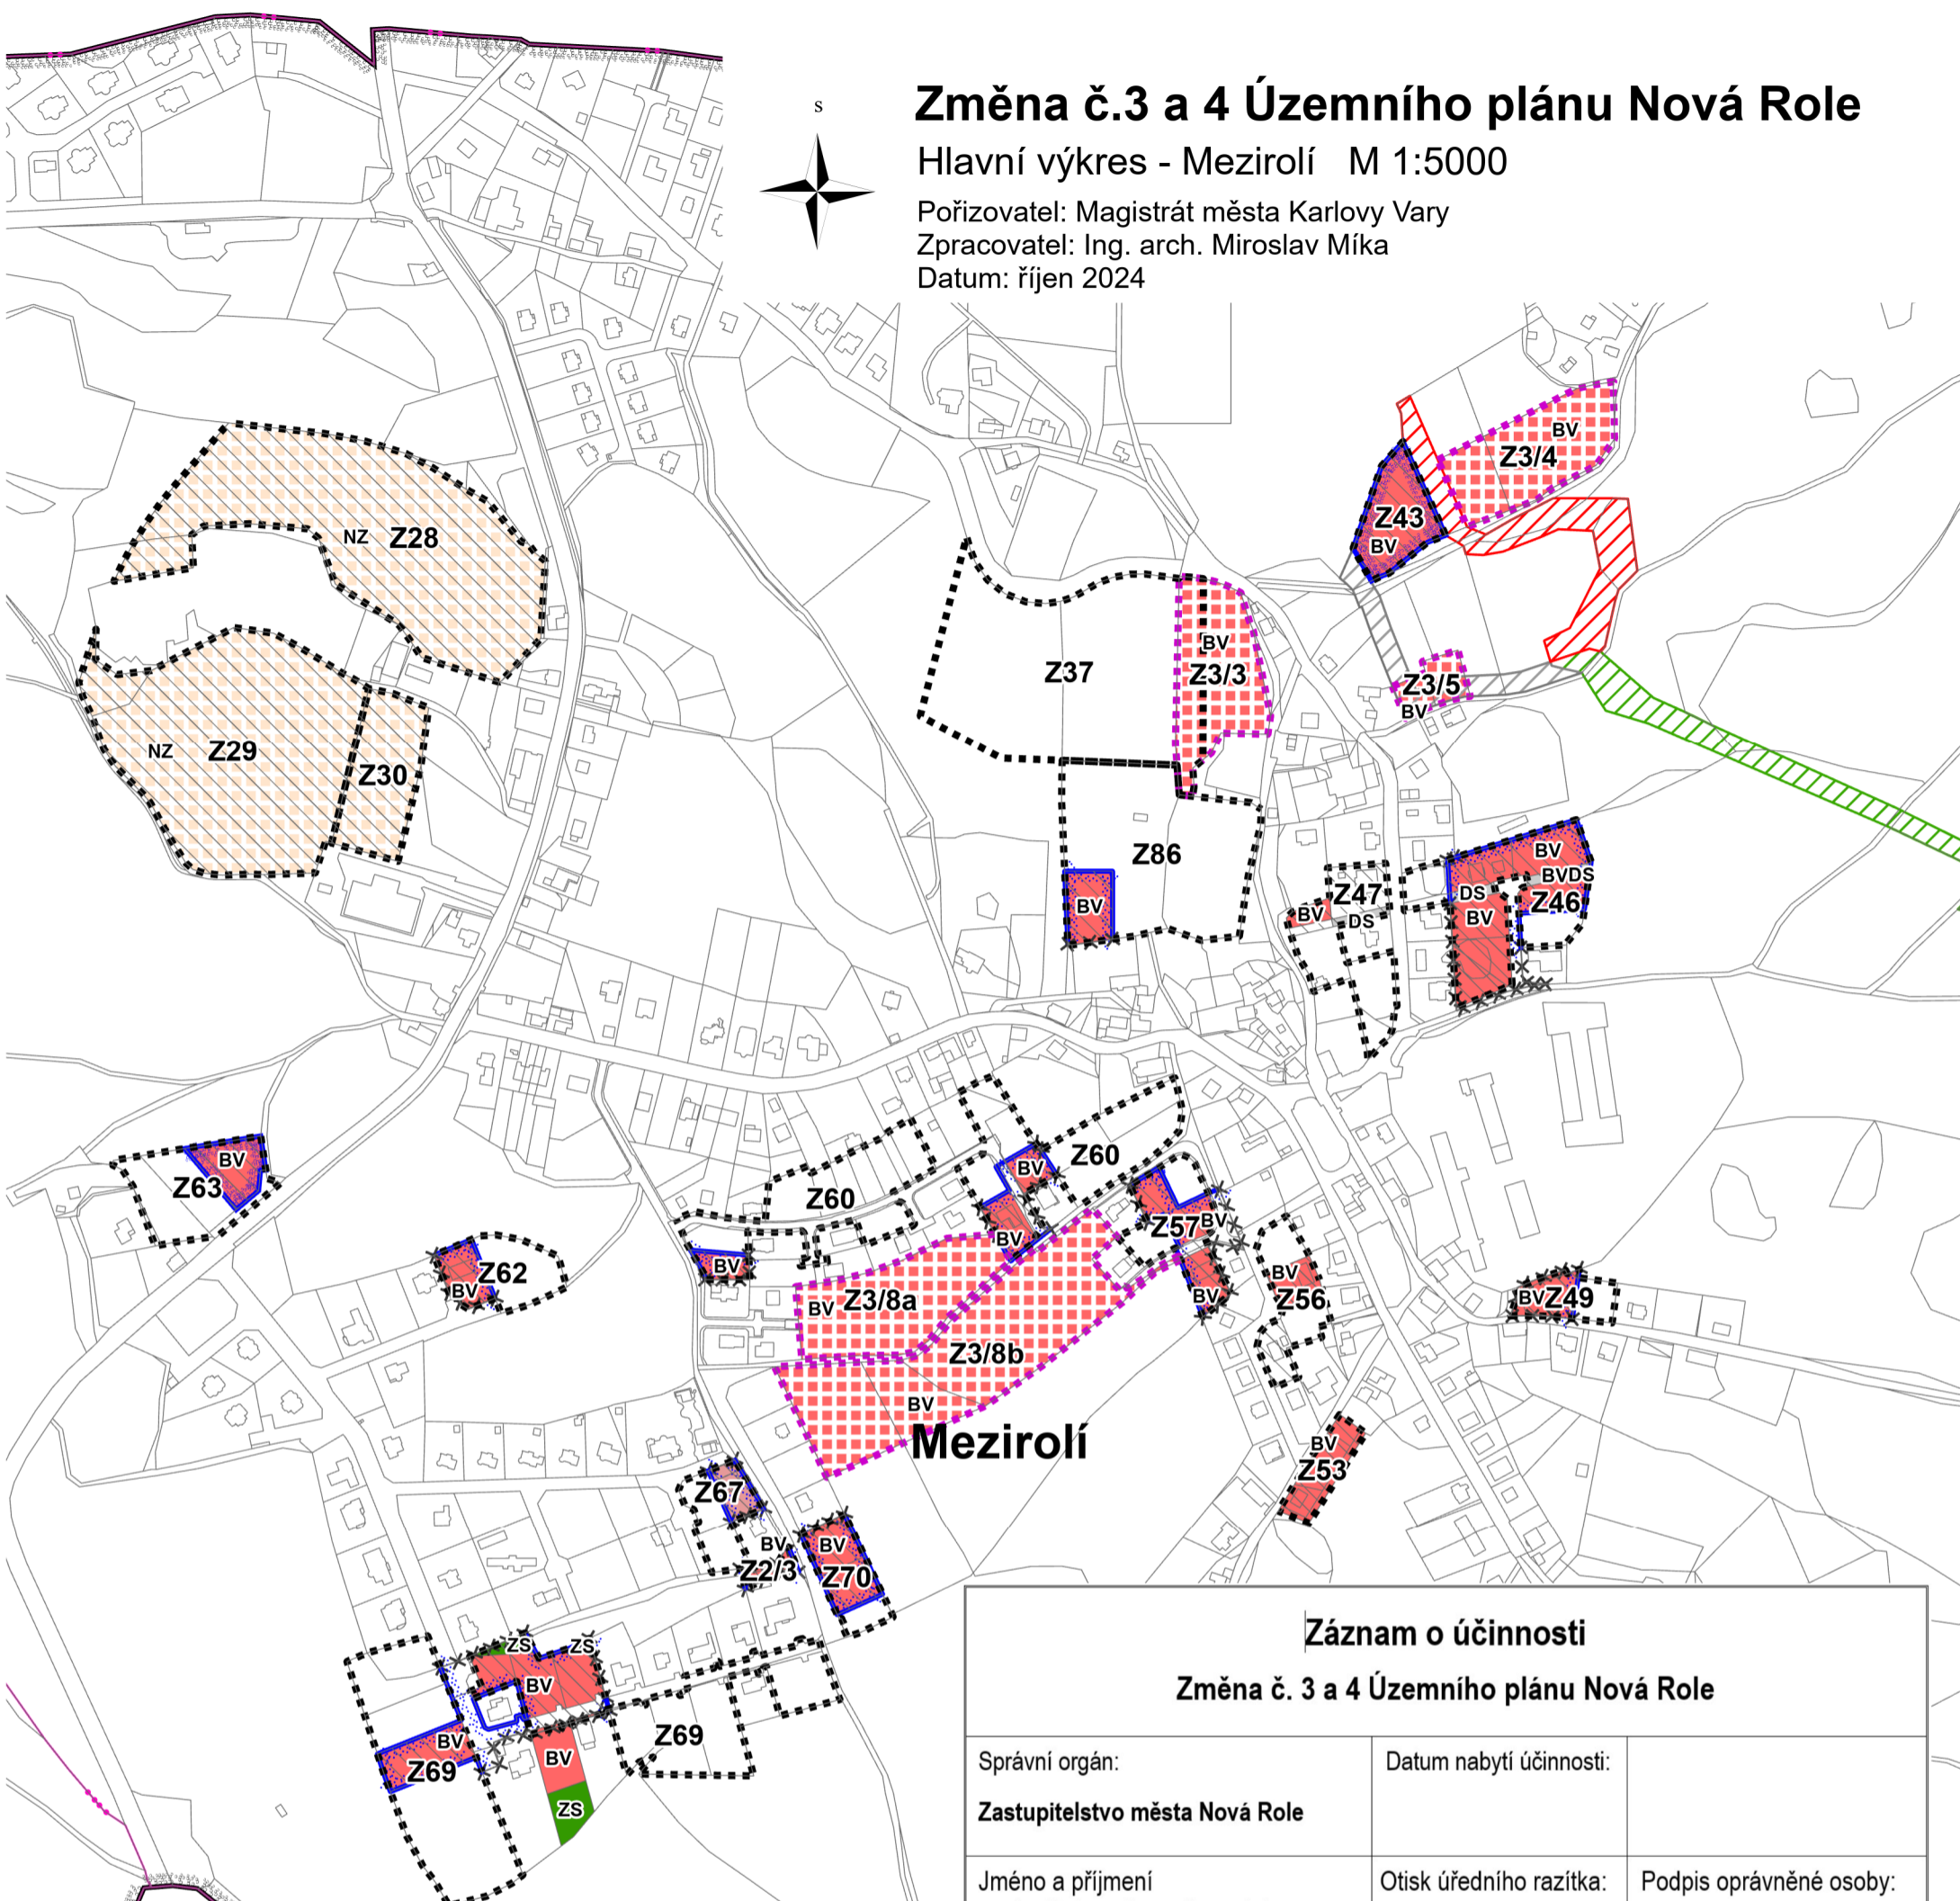 S
Změna č.3 a 4 Územního plánu Nová Role
Hlavní výkres - Mezirolí M 1:5000
Pořizovatel: Magistrát města Karlovy Vary
Zpracovatel: Ing. arch. Miroslav Míka
Datum: říjen 2024
BV
Z3/4
Z43
BV
NZ Z28
BV
Z37
Z3/3
Z3/5
BV
NZ Z29
Z30
Z86
BV
BV
BVDS
DS
Z46
BV
Z47
BV
DS
BV
Z63
BV
Z60
Z60
Z57
BV
BV
BV
BV
Z62
BV
BV
Z56
BV
Z49
BV
Z3/8a
Z3/8b
BV
Mezirolí
BV
Z53
Z67
BV
Z2/3
BV
Z70
ZS
ZS
BV
BV
Z69
BV
Z69
ZS
Záznam o účinnosti
Změna č. 3 a 4 Územního plánu Nová Role
Správní orgán:
Datum nabytí účinnosti:
Zastupitelstvo města Nová Role
Jméno a příjmení
Otisk úředního razítka:
Podpis oprávněné osoby: